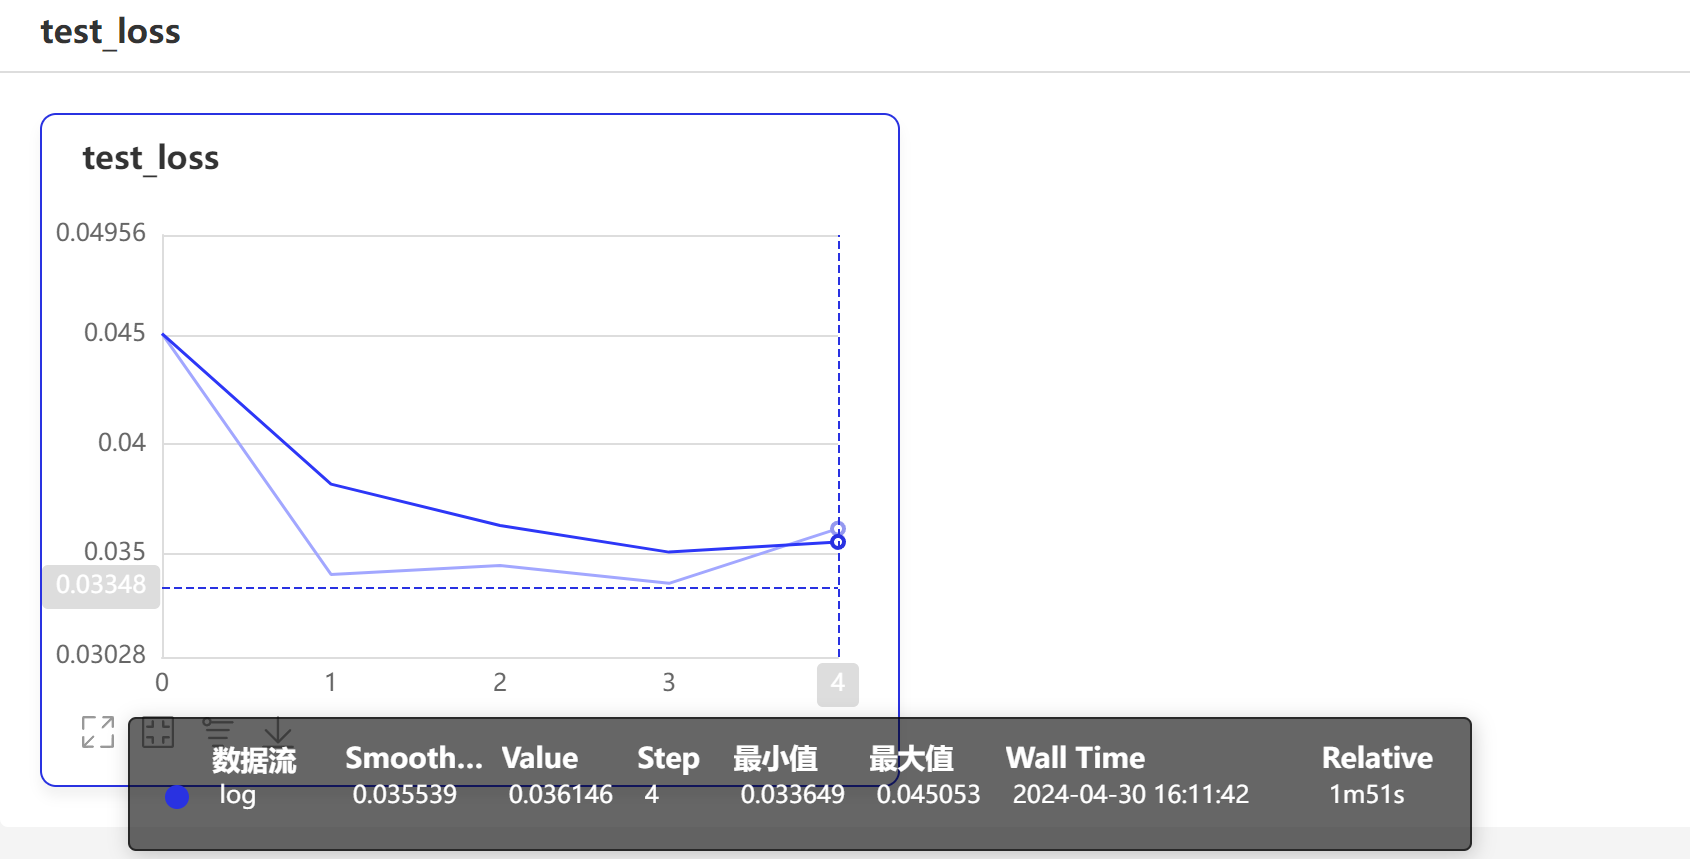 test_loss
test_loss
0.04956
0.045
0.04
0.035
0.03348
0.03028
0 1 2 3 4
数据流 Smooth... Value Step 最小值 最大值 Wall Time Relative
log 0.035539 0.036146 4 0.033649 0.045053 2024-04-30 16:11:42 1m51s